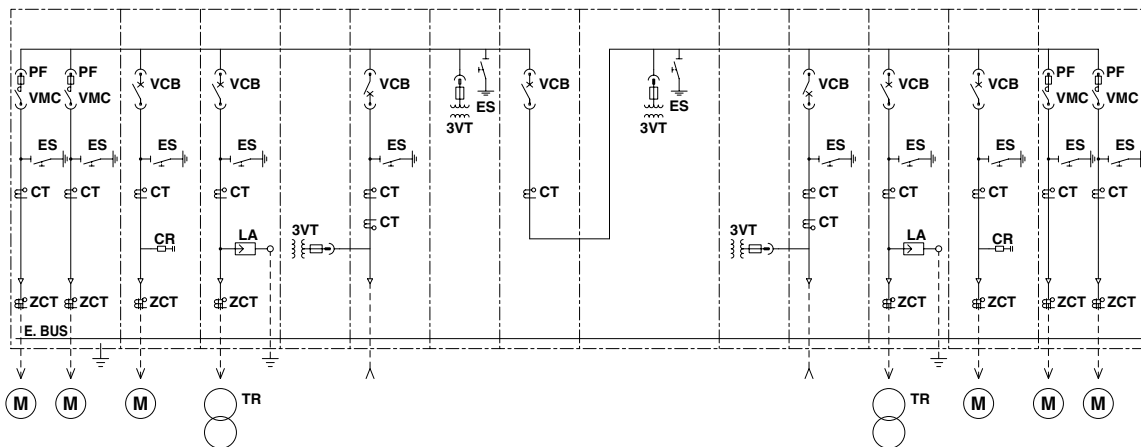 PF PF VCB VCB VCB VCB VCB VCB VCB PF PF
VMC VMC ES ES VMC VMC
3VT 3VT
ES ES ES ES ES ES ES ES ES ES
CT CT CT CT CT CT CT CT CT CT CT
CT CT
3VT CR LA 3VT LA CR
ZCT ZCT ZCT ZCT ZCT ZCT ZCT ZCT
E. BUS
M M M TR TR M M M